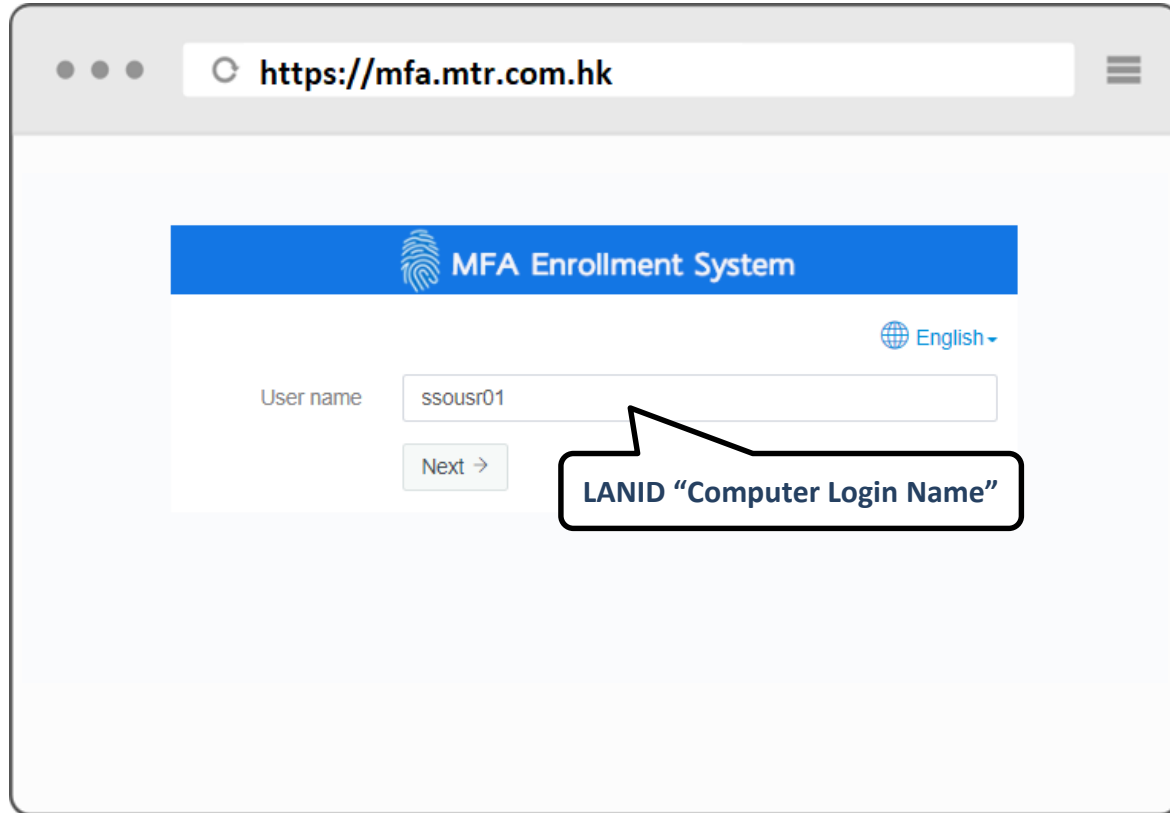 https://mfa.mtr.com.hk
MFA Enrollment System
English
User name
ssousr01
Next →
LANID “Computer Login Name”